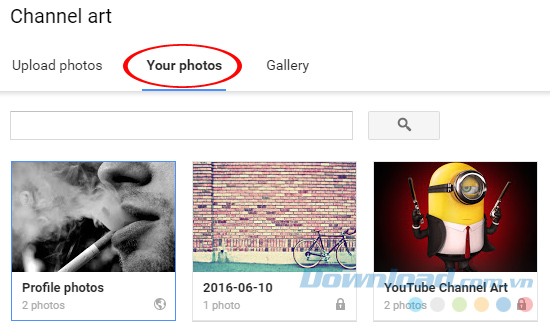 Channel art
Upload photos Your photos Gallery
Profile photos 2016-06-10 YouTube Channel Art
2 photos 1 photo 2 photos
Download.com.vn